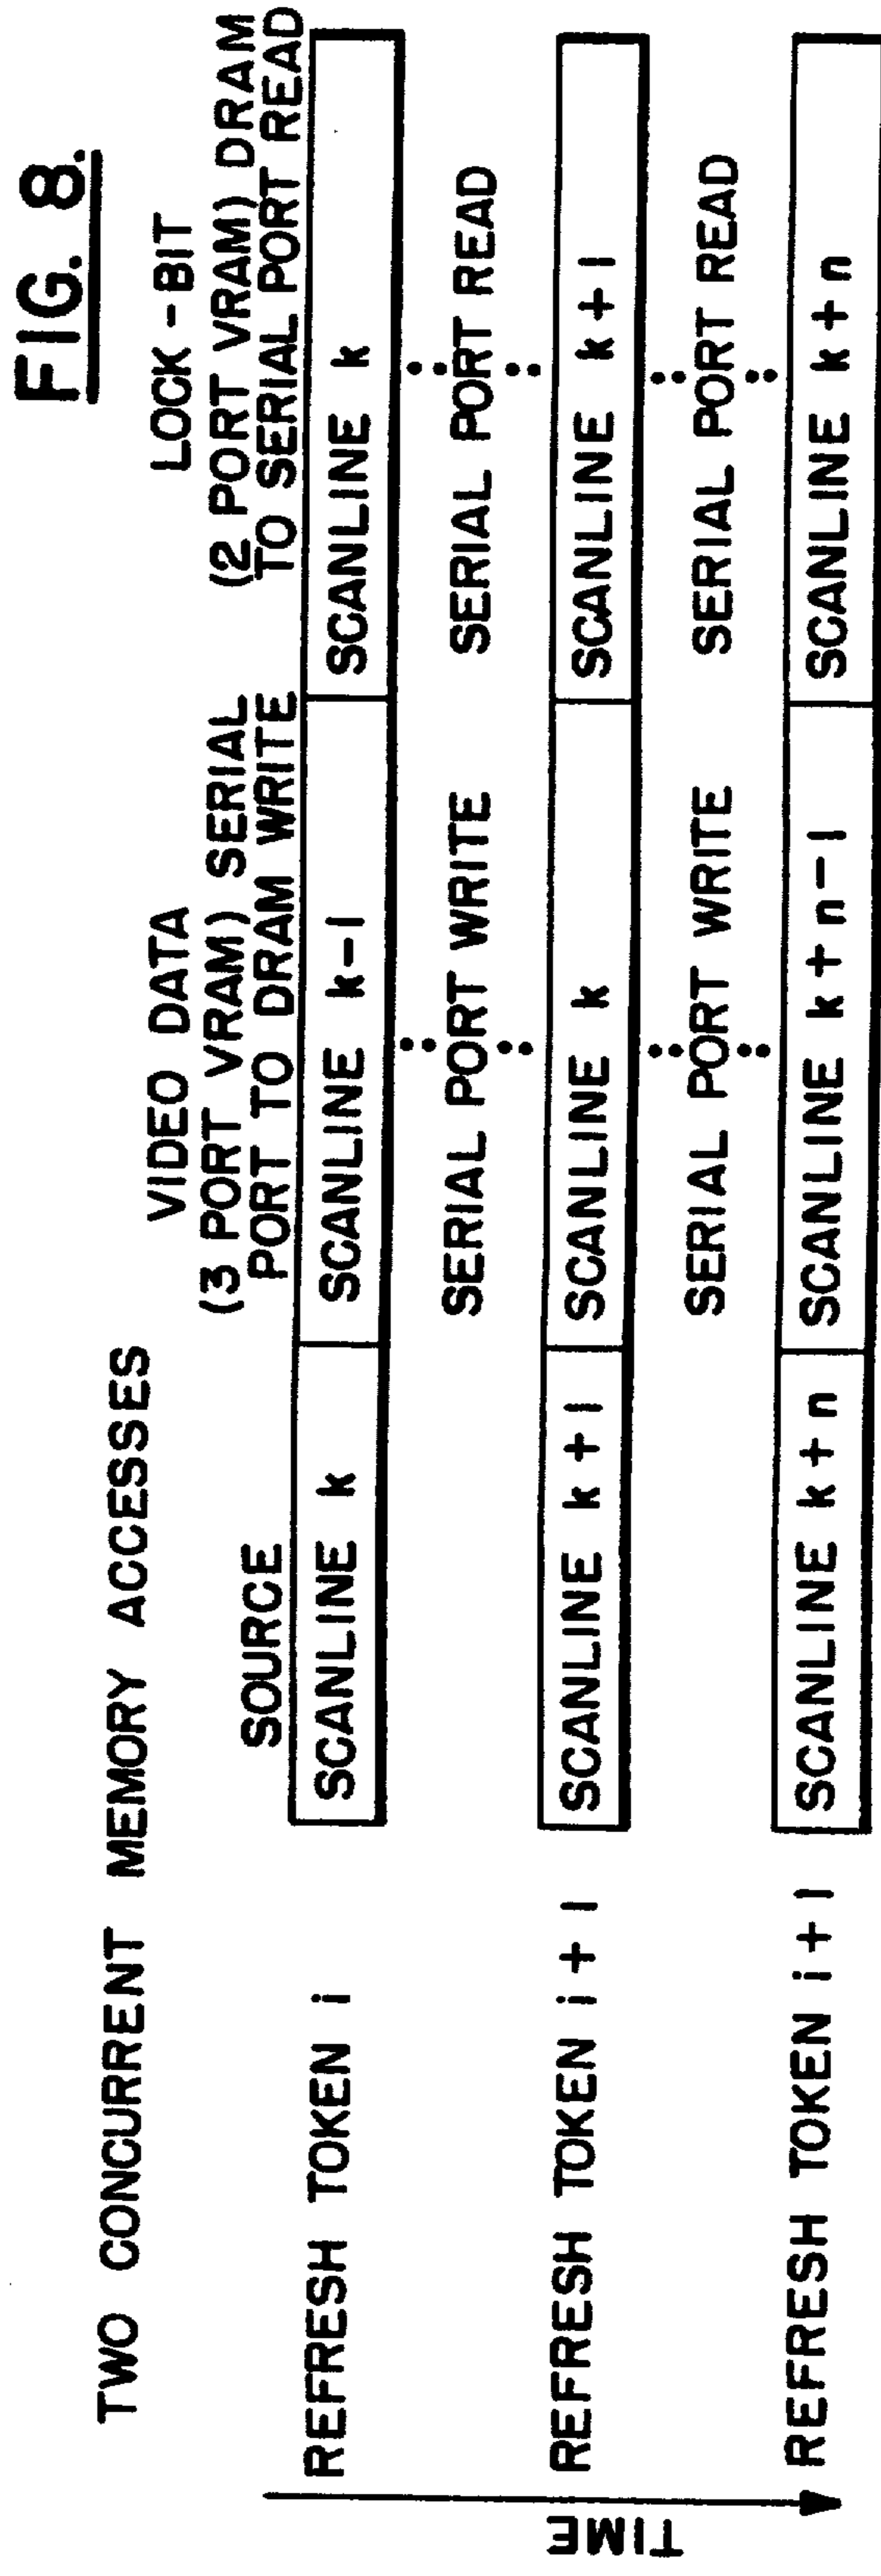 FIG. 8.
TWO CONCURRENT MEMORY ACCESSES
SOURCE
VIDEO DATA
(3 PORT VRAM) SERIAL
PORT TO DRAM WRITE
LOCK-BIT
(2 PORT VRAM) DRAM
TO SERIAL PORT READ
REFRESH TOKEN i
SCANLINE k
SCANLINE k-1
SCANLINE k
SERIAL PORT WRITE
SERIAL PORT READ
REFRESH TOKEN i+1
SCANLINE k+1
SCANLINE k
SCANLINE k+1
SERIAL PORT WRITE
SERIAL PORT READ
REFRESH TOKEN i+1
SCANLINE k+n
SCANLINE k+n-1
SCANLINE k+n
TIME